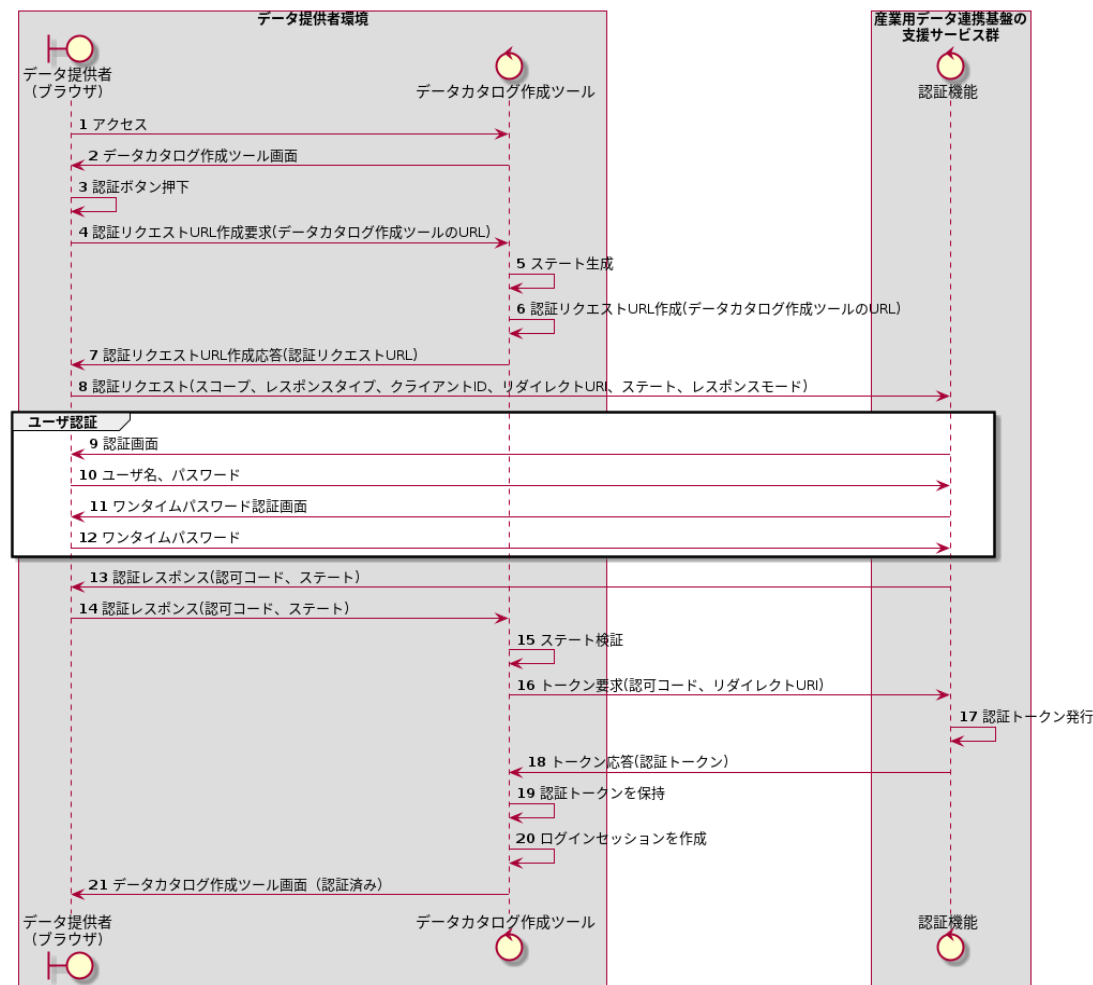 データ提供者環境
産業用データ連携基盤の
支援サービス群
データ提供者
（ブラウザ）
データカタログ作成ツール
認証機能
1 アクセス
2 データカタログ作成ツール画面
3 認証ボタン押下
4 認証リクエストURL作成要求(データカタログ作成ツールのURL)
5 ステート生成
6 認証リクエストURL作成(データカタログ作成ツールのURL)
7 認証リクエストURL作成応答(認証リクエストURL)
8 認証リクエスト(スコープ、レスポンスタイプ、クライアントID、リダイレクトURI、ステート、レスポンスモード)
ユーザ認証
9 認証画面
10 ユーザ名、パスワード
11 ワンタイムパスワード認証画面
12 ワンタイムパスワード
13 認証レスポンス(認可コード、ステート)
14 認証レスポンス(認可コード、ステート)
15 ステート検証
16 トークン要求(認可コード、リダイレクトURI)
17 認証トークン発行
18 トークン応答(認証トークン)
19 認証トークンを保持
20 ログインセッションを作成
21 データカタログ作成ツール画面（認証済み）
データ提供者
（ブラウザ）
データカタログ作成ツール
認証機能